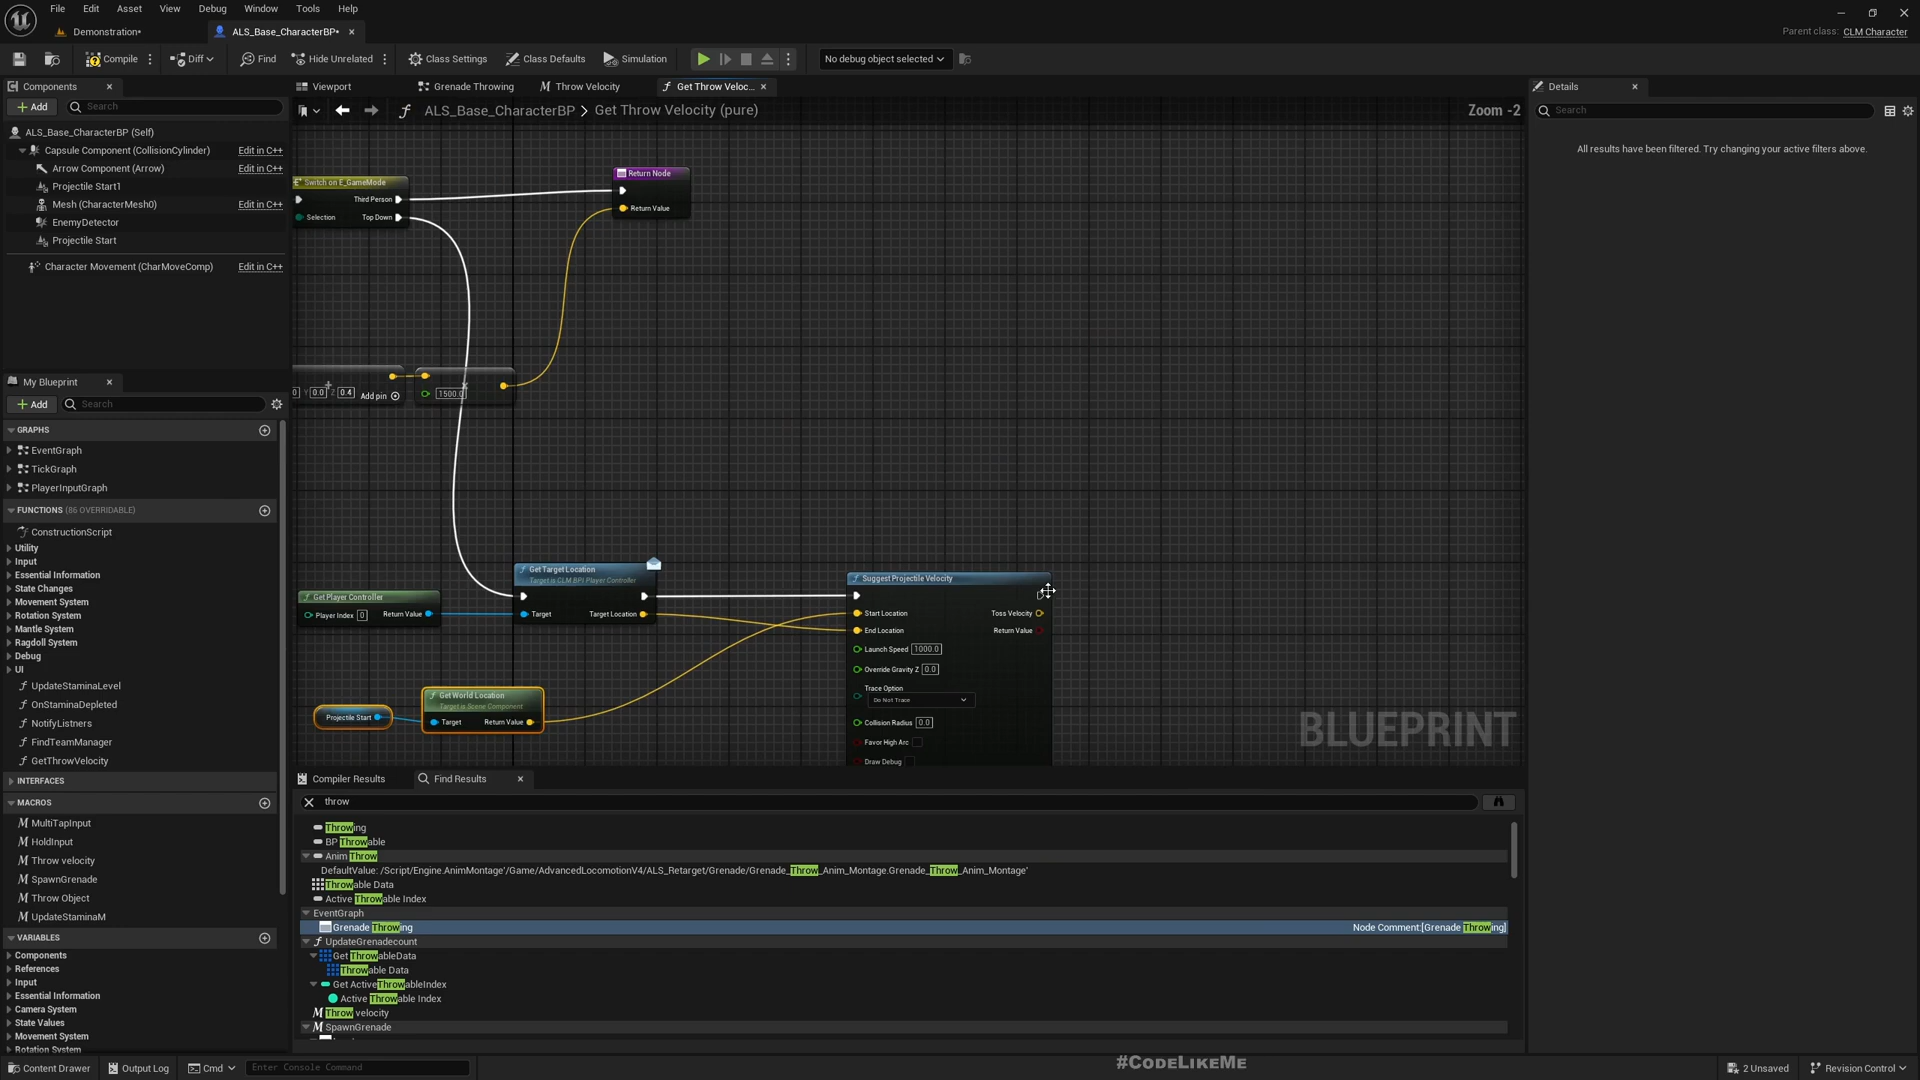 File Edit Asset View Debug Window Tools Help
Demonstration*
ALS_Base_CharacterBP*
Parent class: CLM Character
Compile
Diff
Find
Hide Unrelated
Class Settings
Class Defaults
Simulation
No debug object selected
Components
Viewport
Grenade Throwing
Throw Velocity
Get Throw Veloc...
Details
Add
Search
ALS_Base_CharacterBP > Get Throw Velocity (pure)
Zoom -2
Search
ALS_Base_CharacterBP (Self)
Capsule Component (CollisionCylinder) Edit in C++
Arrow Component (Arrow) Edit in C++
Projectile Start1
Mesh (CharacterMesh0) Edit in C++
EnemyDetector
Projectile Start
Character Movement (CharMoveComp) Edit in C++
All results have been filtered. Try changing your active filters above.
Switch on E_GameMode
Third Person
Selection Top Down
Return Node
Return Value
0 Y 0.0 Z 0.4 Add pin
1500.0
My Blueprint
Add
Search
GRAPHS
EventGraph
TickGraph
PlayerInputGraph
FUNCTIONS (86 OVERRIDABLE)
ConstructionScript
Utility
Input
Essential Information
State Changes
Movement System
Rotation System
Mantle System
Ragdoll System
Debug
UI
UpdateStaminaLevel
OnStaminaDepleted
NotifyListners
FindTeamManager
GetThrowVelocity
INTERFACES
MACROS
MultiTapInput
HoldInput
Throw velocity
SpawnGrenade
Throw Object
UpdateStaminaM
VARIABLES
Components
References
Input
Essential Information
Camera System
State Values
Movement System
Rotation System
Get Player Controller
Player Index 0 Return Value
Get Target Location
Target is CLM BPI Player Controller
Target Target Location
Projectile Start
Get World Location
Target is Scene Component
Target Return Value
Suggest Projectile Velocity
Start Location Toss Velocity
End Location Return Value
Launch Speed 1000.0
Override Gravity Z 0.0
Trace Option
Do Not Trace
Collision Radius 0.0
Favor High Arc
Draw Debug
BLUEPRINT
Compiler Results
Find Results
throw
Throwing
BP Throwable
Anim Throw
DefaultValue: /Script/Engine.AnimMontage'/Game/AdvancedLocomotionV4/ALS_Retarget/Grenade/Grenade_Throw_Anim_Montage.Grenade_Throw_Anim_Montage'
Throwable Data
Active Throwable Index
EventGraph
Grenade Throwing Node Comment:[Grenade Throwing]
UpdateGrenadecount
Get ThrowableData
Throwable Data
Get ActiveThrowableIndex
Active Throwable Index
Throw velocity
SpawnGrenade
#CodeLikeMe
Content Drawer
Output Log
Cmd
Enter Console Command
2 Unsaved
Revision Control